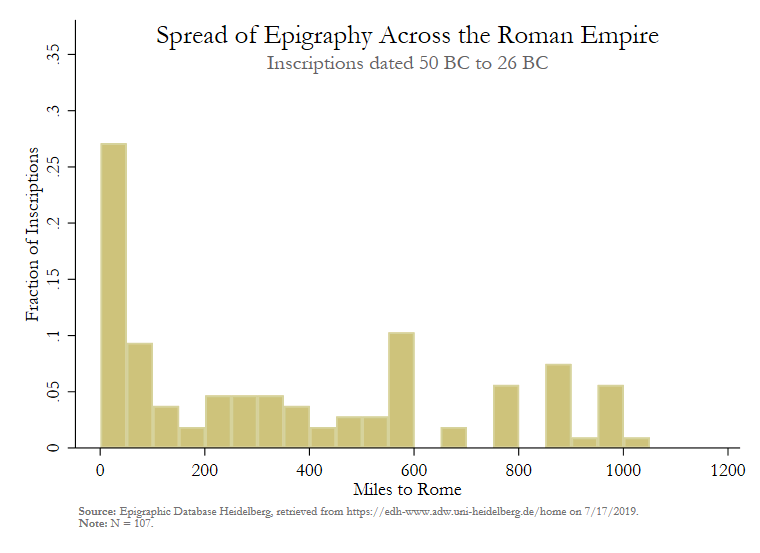 Spread of Epigraphy Across the Roman Empire
Inscriptions dated 50 BC to 26 BC
Fraction of Inscriptions
.35
.3
.25
.2
.15
.1
.05
0
0 200 400 600 800 1000 1200
Miles to Rome
Source: Epigraphic Database Heidelberg, retrieved from https://edh-www.adw.uni-heidelberg.de/home on 7/17/2019.
Note: N = 107.